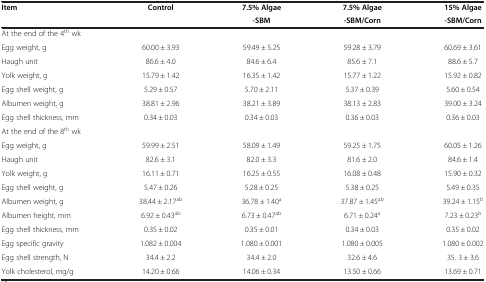 Item Control 7.5% Algae 7.5% Algae 15% Algae
-SBM -SBM/Corn -SBM/Corn
At the end of the 4th wk
Egg weight, g 60.00 ± 3.93 59.49 ± 5.25 59.28 ± 3.79 60.69 ± 3.61
Haugh unit 86.6 ± 4.0 84.6 ± 6.4 85.6 ± 7.1 88.6 ± 5.7
Yolk weight, g 15.79 ± 1.42 16.35 ± 1.42 15.77 ± 1.22 15.92 ± 0.82
Egg shell weight, g 5.29 ± 0.57 5.70 ± 2.11 5.37 ± 0.39 5.60 ± 0.54
Albumen weight, g 38.81 ± 2.96 38.21 ± 3.89 38.13 ± 2.83 39.00 ± 3.24
Egg shell thickness, mm 0.34 ± 0.03 0.34 ± 0.03 0.36 ± 0.03 0.36 ± 0.03
At the end of the 8th wk
Egg weight, g 59.99 ± 2.51 58.09 ± 1.49 59.25 ± 1.75 60.05 ± 1.26
Haugh unit 82.6 ± 3.1 82.0 ± 3.3 81.6 ± 2.0 84.6 ± 1.4
Yolk weight, g 16.11 ± 0.71 16.25 ± 0.55 16.08 ± 0.48 15.90 ± 0.32
Egg shell weight, g 5.47 ± 0.26 5.28 ± 0.25 5.38 ± 0.25 5.49 ± 0.35
Albumen weight, g 38.44 ± 2.17ab 36.78 ± 1.40a 37.87 ± 1.45ab 39.24 ± 1.15b
Albumen height, mm 6.92 ± 0.43ab 6.73 ± 0.47ab 6.71 ± 0.24a 7.23 ± 0.23b
Egg shell thickness, mm 0.35 ± 0.02 0.35 ± 0.01 0.34 ± 0.03 0.35 ± 0.02
Egg specific gravity 1.082 ± 0.004 1.080 ± 0.001 1.080 ± 0.005 1.080 ± 0.002
Egg shell strength, N 34.4 ± 2.2 34.4 ± 2.0 32.6 ± 4.6 35. 3 ± 3.6
Yolk cholesterol, mg/g 14.20 ± 0.66 14.06 ± 0.34 13.50 ± 0.66 13.69 ± 0.71